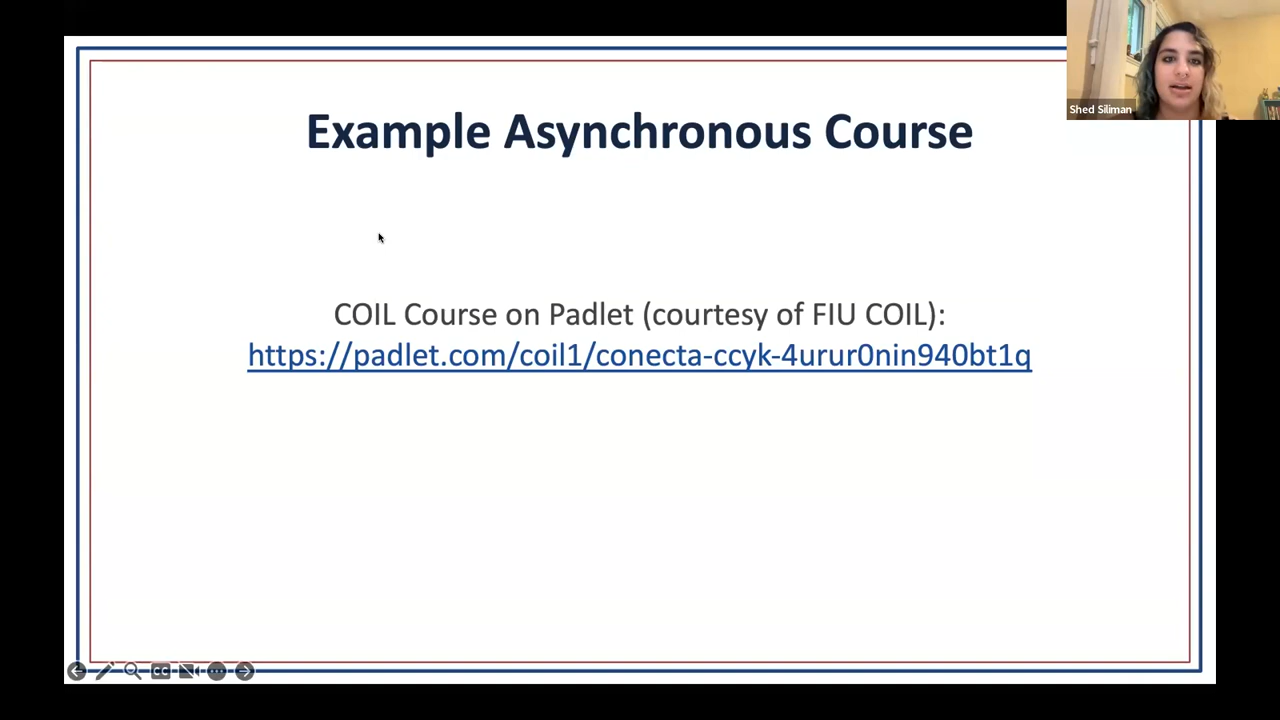 Example Asynchronous Course
Shed Siliman
COIL Course on Padlet (courtesy of FIU COIL):
https://padlet.com/coil1/conecta-ccyk-4urur0nin940bt1q
CC